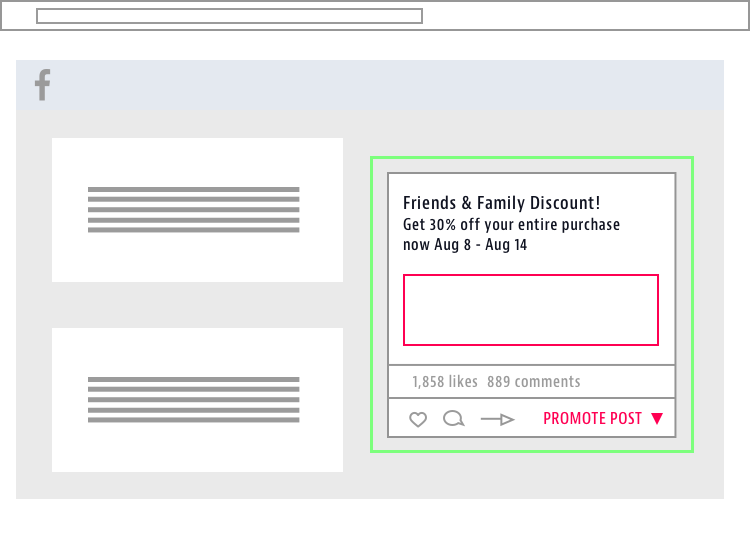 f
Friends & Family Discount!
Get 30% off your entire purchase
now Aug 8 - Aug 14
1,858 likes 889 comments
PROMOTE POST